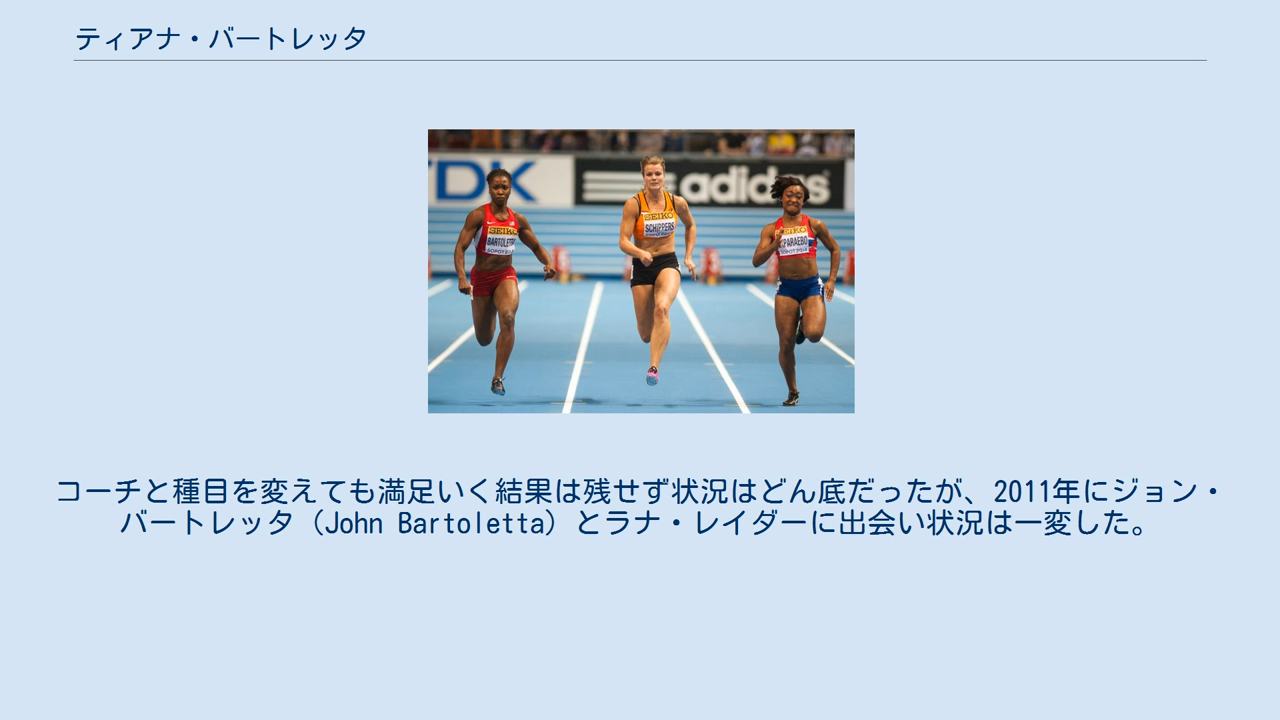 ティアナ・バートレッタ
TDK
adidas
SEIKO
BARTOLETTA
SOPOT 2014
SEIKO
SCHIPPERS
SEIKO
SOPOT 2014
コーチと種目を変えても満足いく結果は残せず状況はどん底だったが、2011年にジョン・
バートレッタ（John Bartoletta）とラナ・レイダーに出会い状況は一変した。